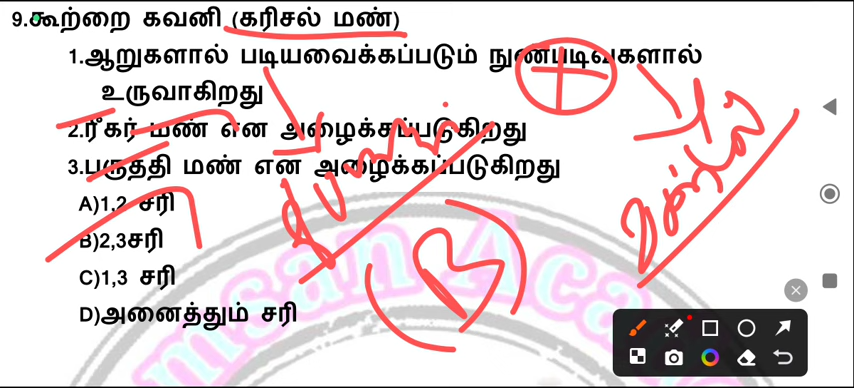 9.கூற்றை கவனி (கரிசல் மண்)
1.ஆறுகளால் படியவைக்கப்படும் நுண்படிவுகளால்
உருவாகிறது
2.ரீகர் மண் என அழைக்கப்படுகிறது
3.பருத்தி மண் என அழைக்கப்படுகிறது
A)1,2 சரி
B)2,3சரி
C)1,3 சரி
D)அனைத்தும் சரி
B